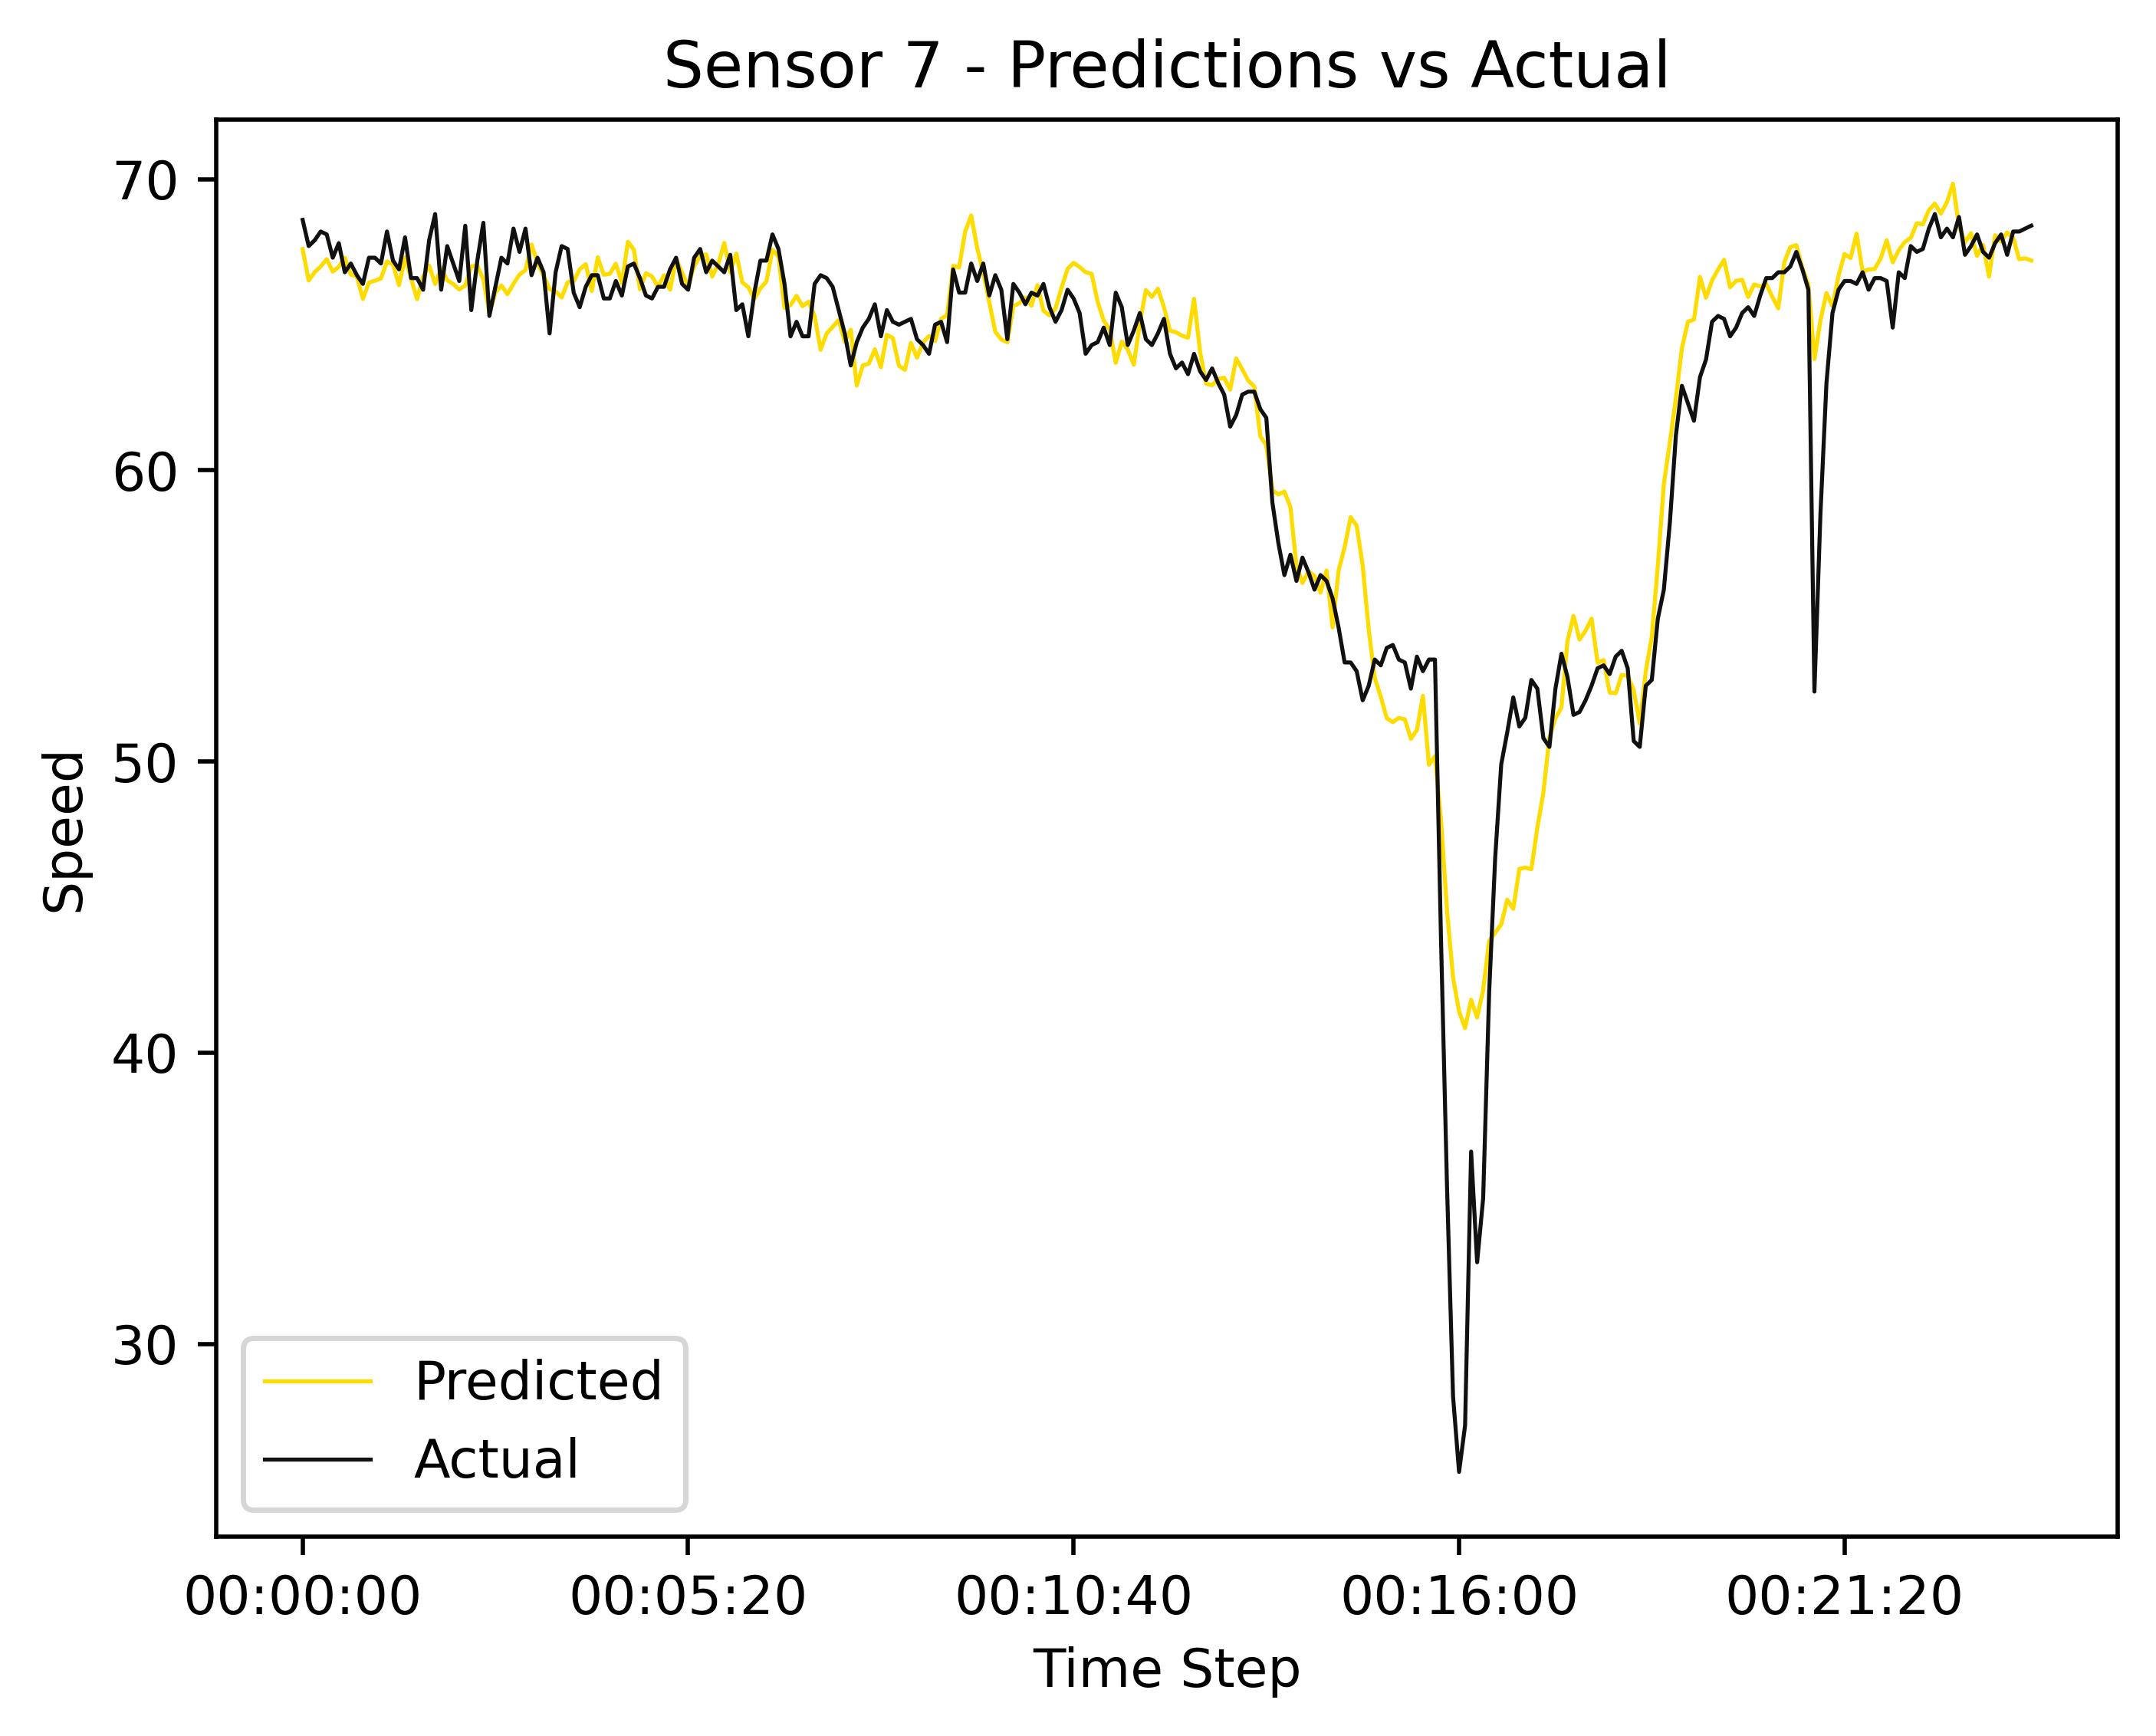 Sensor 7 - Predictions vs Actual
70
60
50
40
30
Speed
Predicted
Actual
00:00:00 00:05:20 00:10:40 00:16:00 00:21:20
Time Step